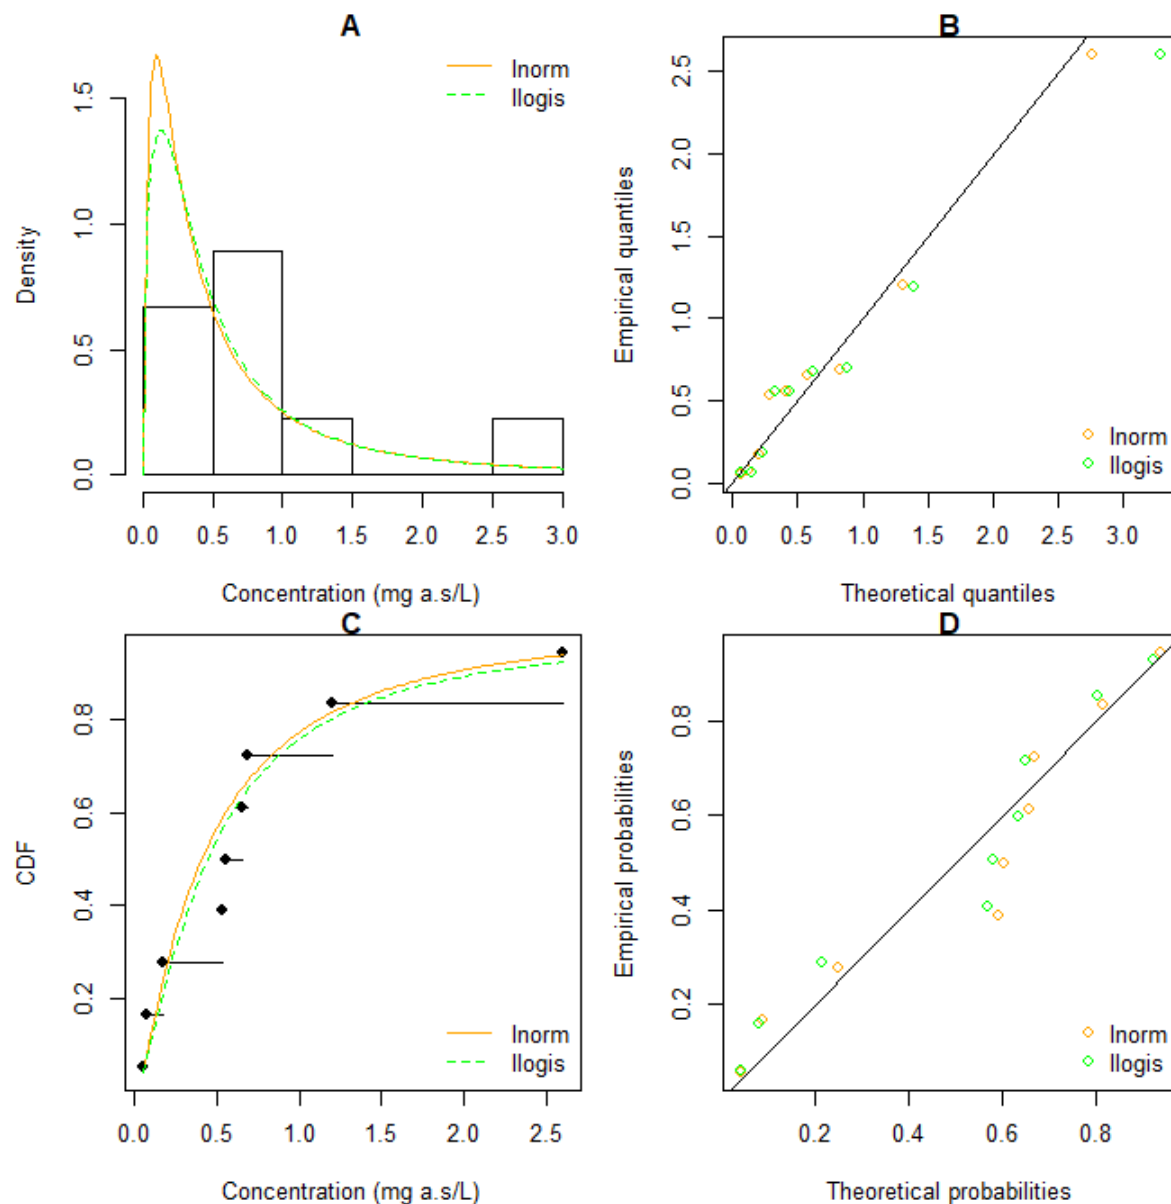 A
lnorm
llogis
Density
0.0 0.5 1.0 1.5
0.0 0.5 1.0 1.5 2.0 2.5 3.0
Concentration (mg a.s/L)
B
Empirical quantiles
0.0 0.5 1.0 1.5 2.0 2.5
lnorm
llogis
0.0 0.5 1.0 1.5 2.0 2.5 3.0
Theoretical quantiles
C
CDF
0.2 0.4 0.6 0.8
lnorm
llogis
0.0 0.5 1.0 1.5 2.0 2.5
Concentration (mg a.s/L)
D
Empirical probabilities
0.2 0.4 0.6 0.8
lnorm
llogis
0.2 0.4 0.6 0.8
Theoretical probabilities